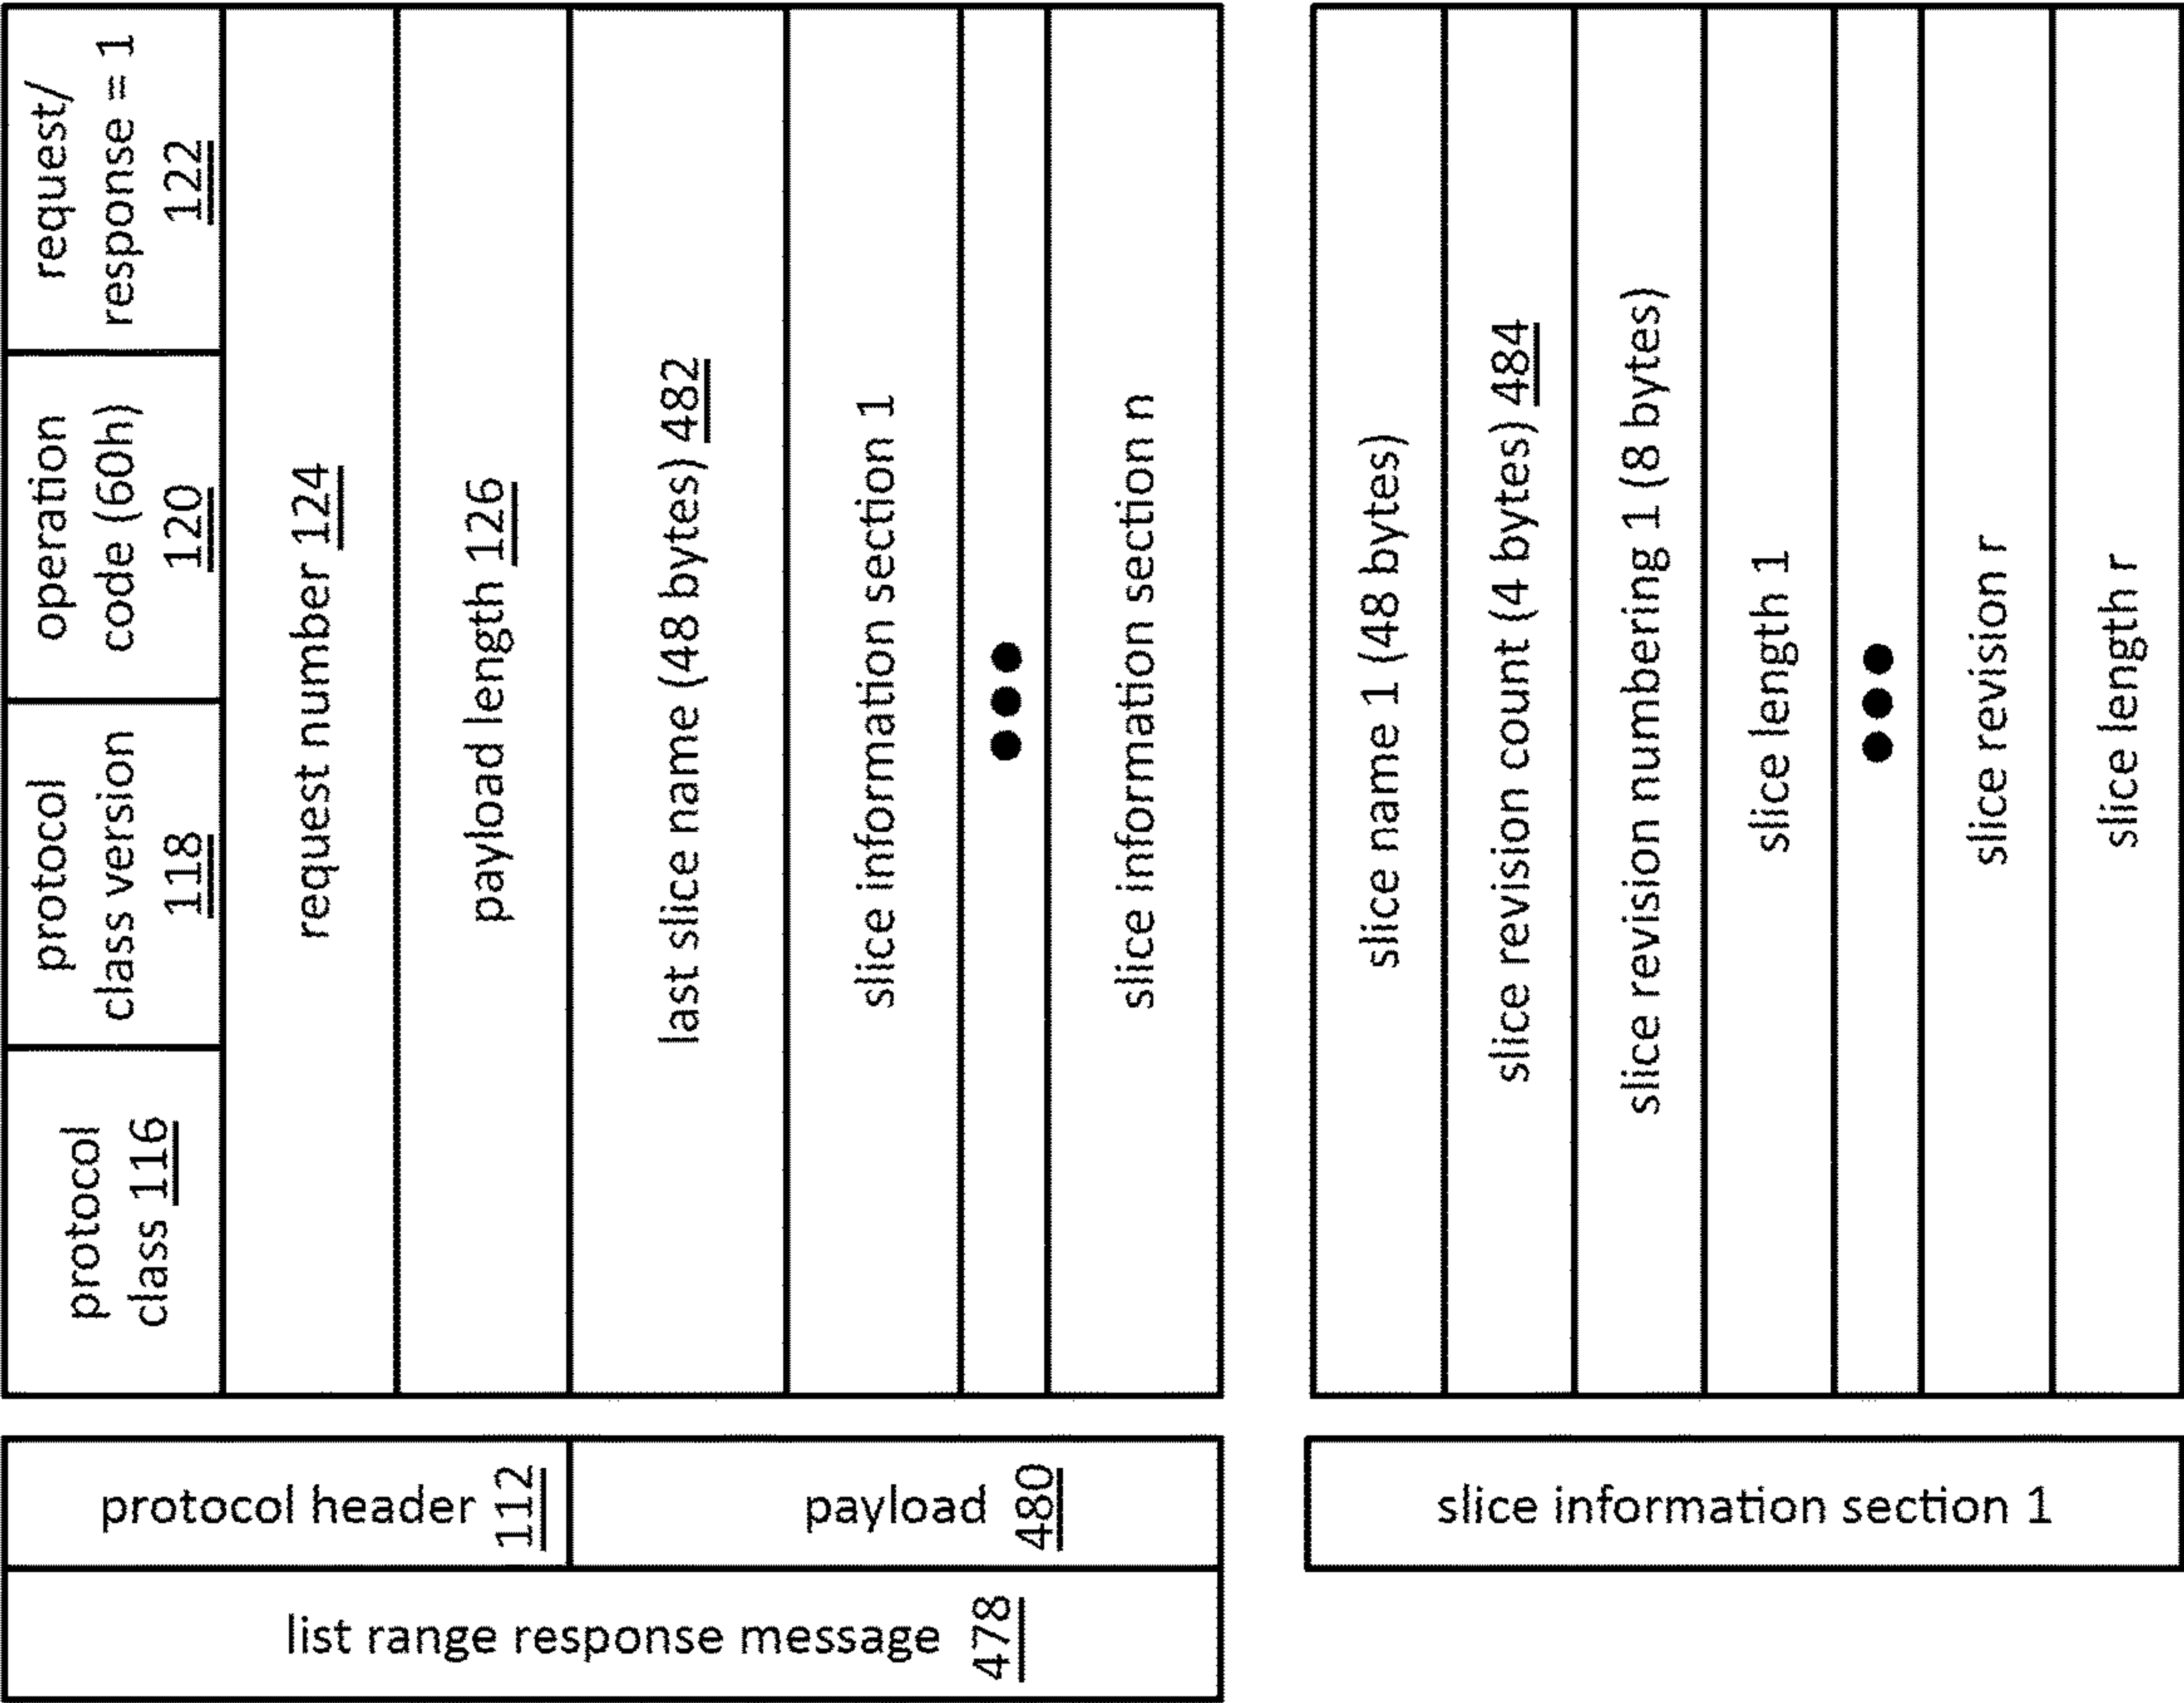 list range response message 478
protocol header 112
payload 480
protocol
class 116
protocol
class version
118
operation
code (60h)
120
request/
response = 1
122
request number 124
payload length 126
last slice name (48 bytes) 482
slice information section 1
slice information section n
slice information section 1
slice name 1 (48 bytes)
slice revision count (4 bytes) 484
slice revision numbering 1 (8 bytes)
slice length 1
slice revision r
slice length r